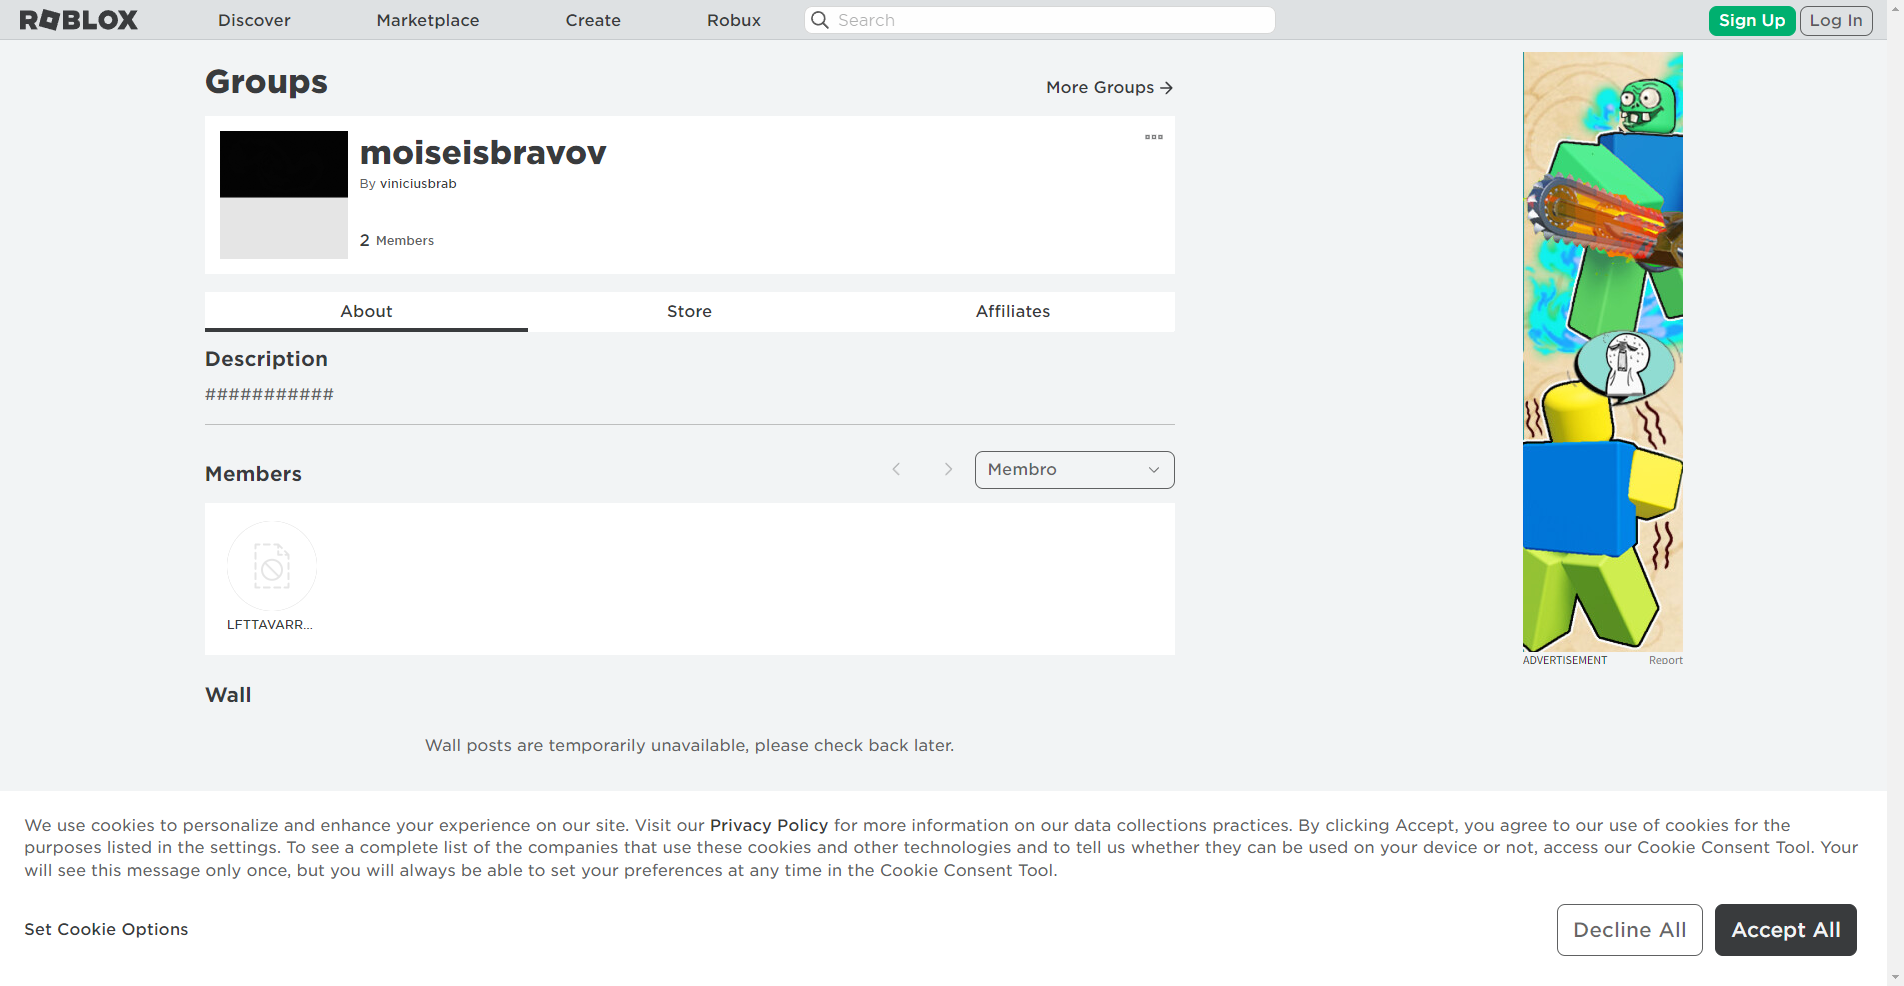 ROBLOX Discover Marketplace Create Robux Search Sign Up Log In
Groups
More Groups
moiseisbravov
By viniciusbrab
2 Members
About Store Affiliates
Description
###########
Members
Membro
LFTTAVARR...
ADVERTISEMENT Report
Wall
Wall posts are temporarily unavailable, please check back later.
We use cookies to personalize and enhance your experience on our site. Visit our Privacy Policy for more information on our data collections practices. By clicking Accept, you agree to our use of cookies for the
purposes listed in the settings. To see a complete list of the companies that use these cookies and other technologies and to tell us whether they can be used on your device or not, access our Cookie Consent Tool. Your
will see this message only once, but you will always be able to set your preferences at any time in the Cookie Consent Tool.
Set Cookie Options
Decline All
Accept All